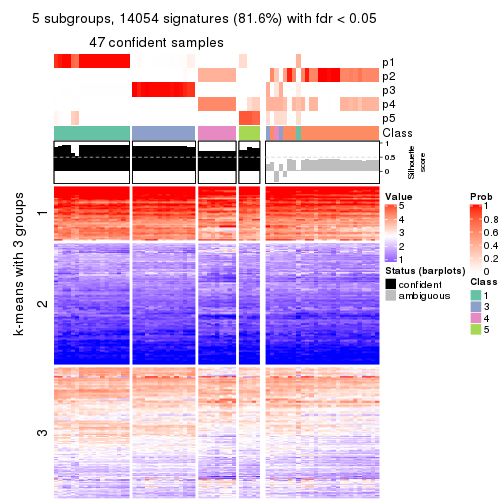 5 subgroups, 14054 signatures (81.6%) with fdr < 0.05
47 confident samples
p1
p2
p3
p4
p5
Class
1
0.5
0
Silhouette
score
k-means with 3 groups
1
2
3
Value
5
4
3
2
1
Status (barplots)
confident
ambiguous
Prob
1
0.8
0.6
0.4
0.2
0
Class
1
3
4
5